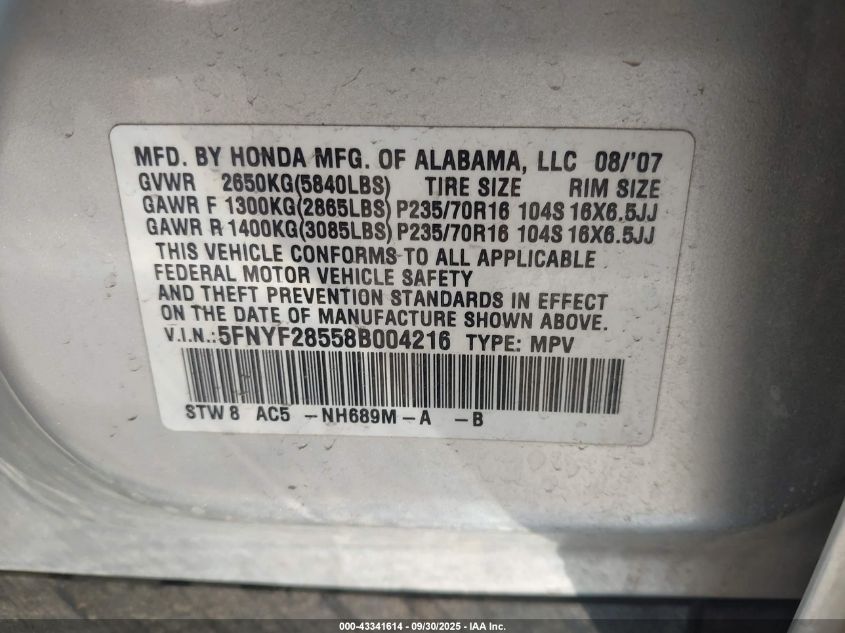 MFD. BY HONDA MFG. OF ALABAMA, LLC 08/'07
GVWR 2650KG(5840LBS) TIRE SIZE RIM SIZE
GAWR F 1300KG(2865LBS) P235/70R16 104S 16X6.5JJ
GAWR R 1400KG(3085LBS) P235/70R16 104S 16X6.5JJ
THIS VEHICLE CONFORMS TO ALL APPLICABLE
FEDERAL MOTOR VEHICLE SAFETY
AND THEFT PREVENTION STANDARDS IN EFFECT
ON THE DATE OF MANUFACTURE SHOWN ABOVE.
V.I.N.: 5FNYF28558B004216 TYPE: MPV
STW8 AC5 -NH689M-A -B
000-43341614 - 09/30/2025 - IAA Inc.